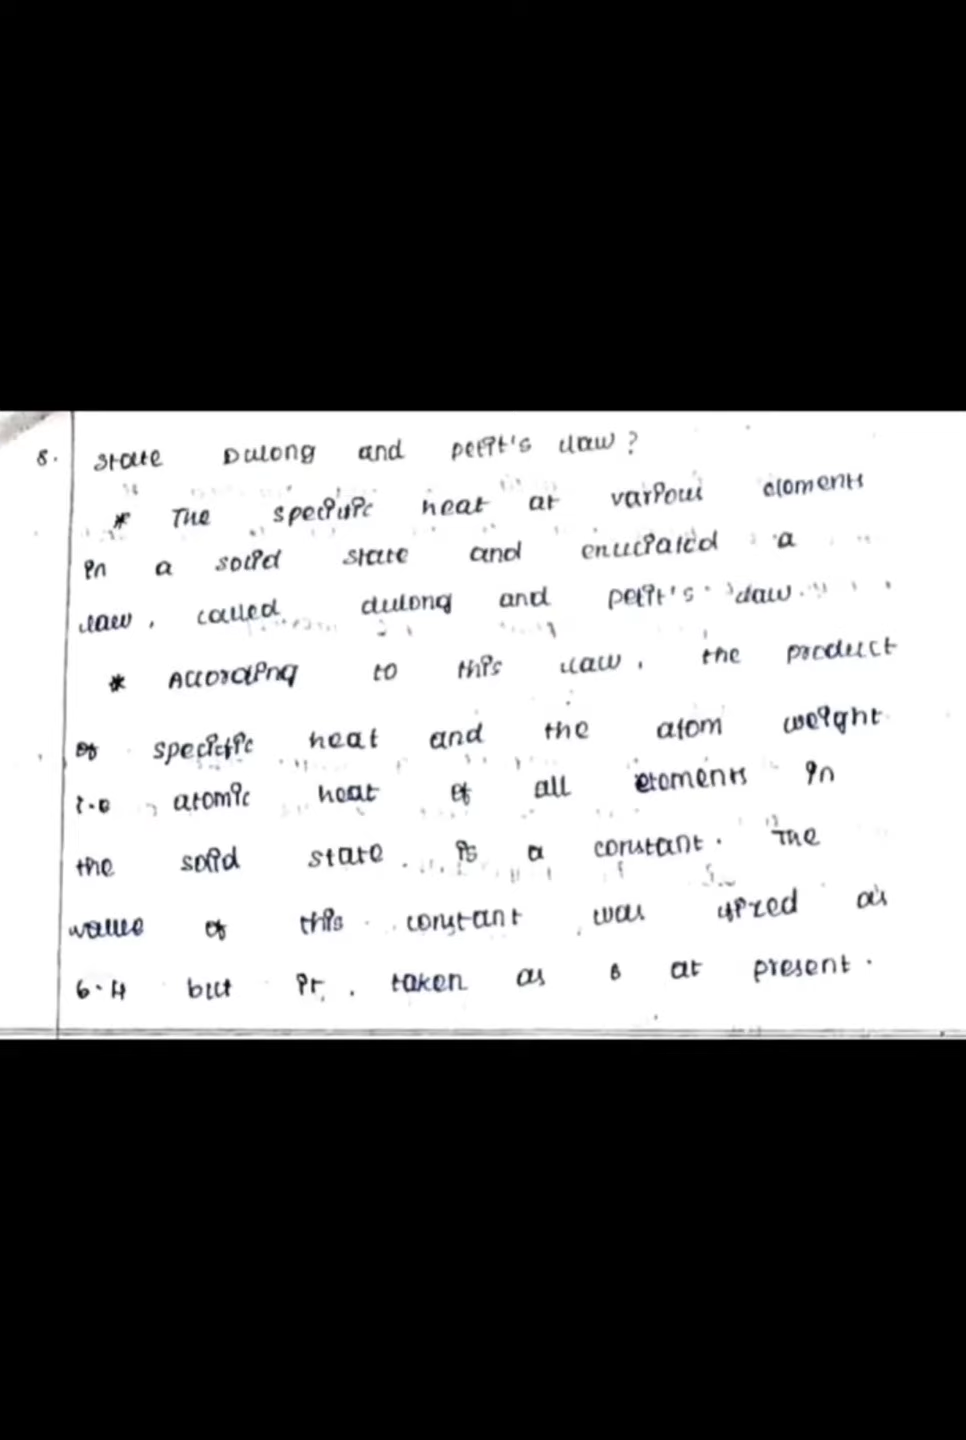 8. State Dulong and petit's law?
* The specific heat at various elements
in a solid state and enuciated a
law, called dulong and petit's law.
* According to this law, the product
of specific heat and the atom weight
i.e atomic heat of all elements in
the solid state is a constant. The
value of this constant was as
6.4 but it. taken as 6 at present.